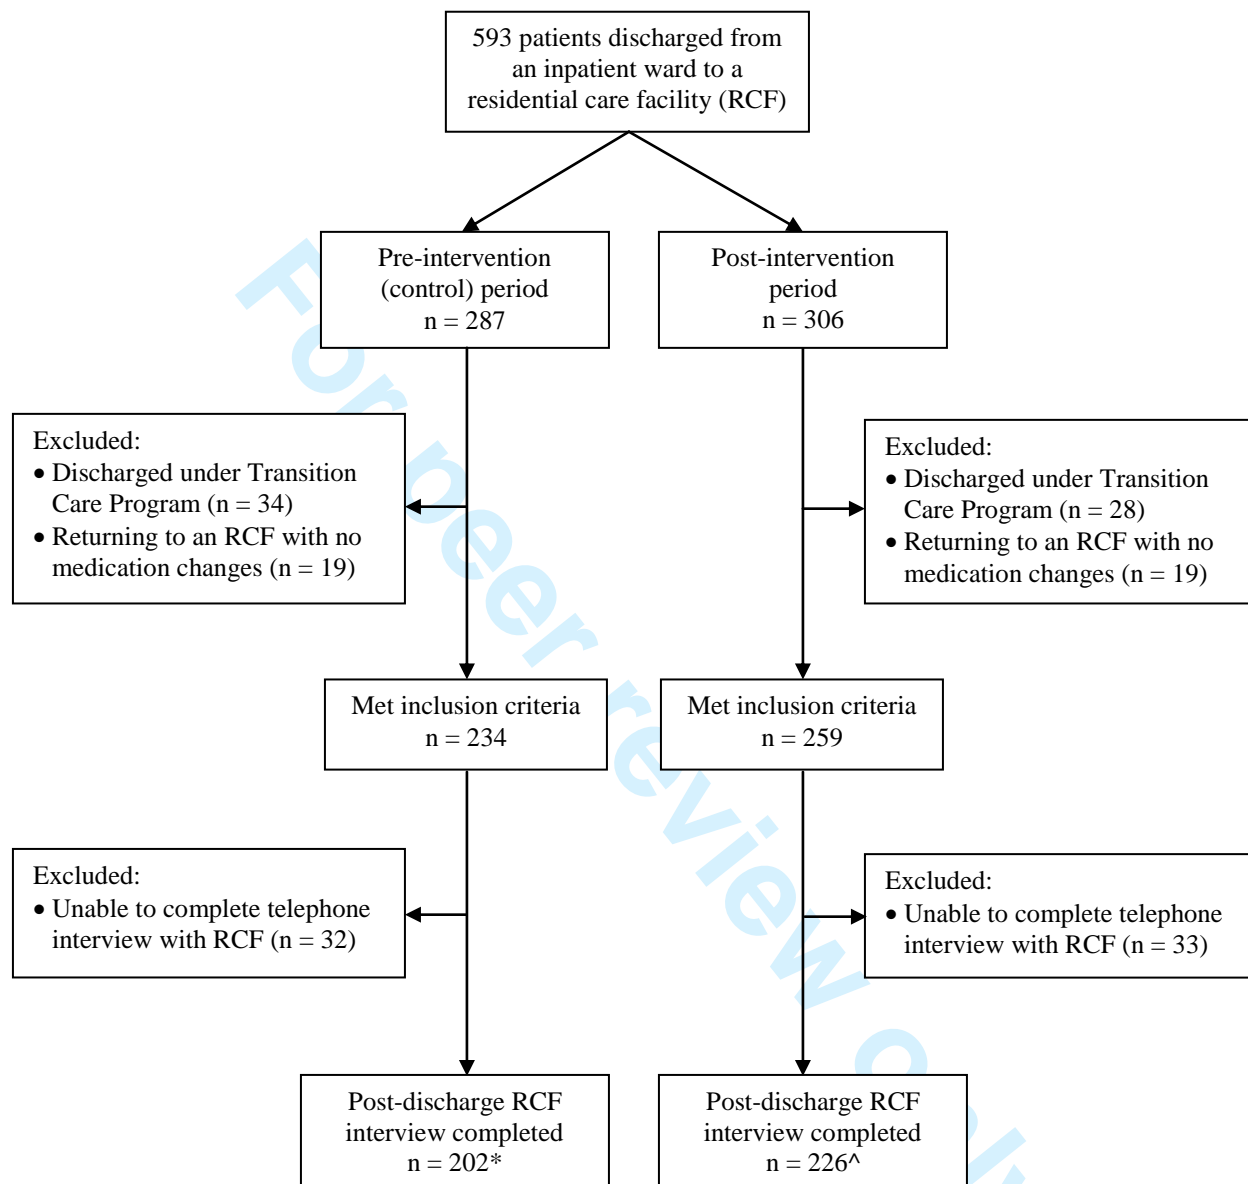 593 patients discharged from
an inpatient ward to a
residential care facility (RCF)
Pre-intervention
(control) period
n = 287
Post-intervention
period
n = 306
Excluded:
• Discharged under Transition
Care Program (n = 34)
• Returning to an RCF with no
medication changes (n = 19)
Excluded:
• Discharged under Transition
Care Program (n = 28)
• Returning to an RCF with no
medication changes (n = 19)
Met inclusion criteria
n = 234
Met inclusion criteria
n = 259
Excluded:
• Unable to complete telephone
interview with RCF (n = 32)
Excluded:
• Unable to complete telephone
interview with RCF (n = 33)
Post-discharge RCF
interview completed
n = 202*
Post-discharge RCF
interview completed
n = 226^
For peer review only